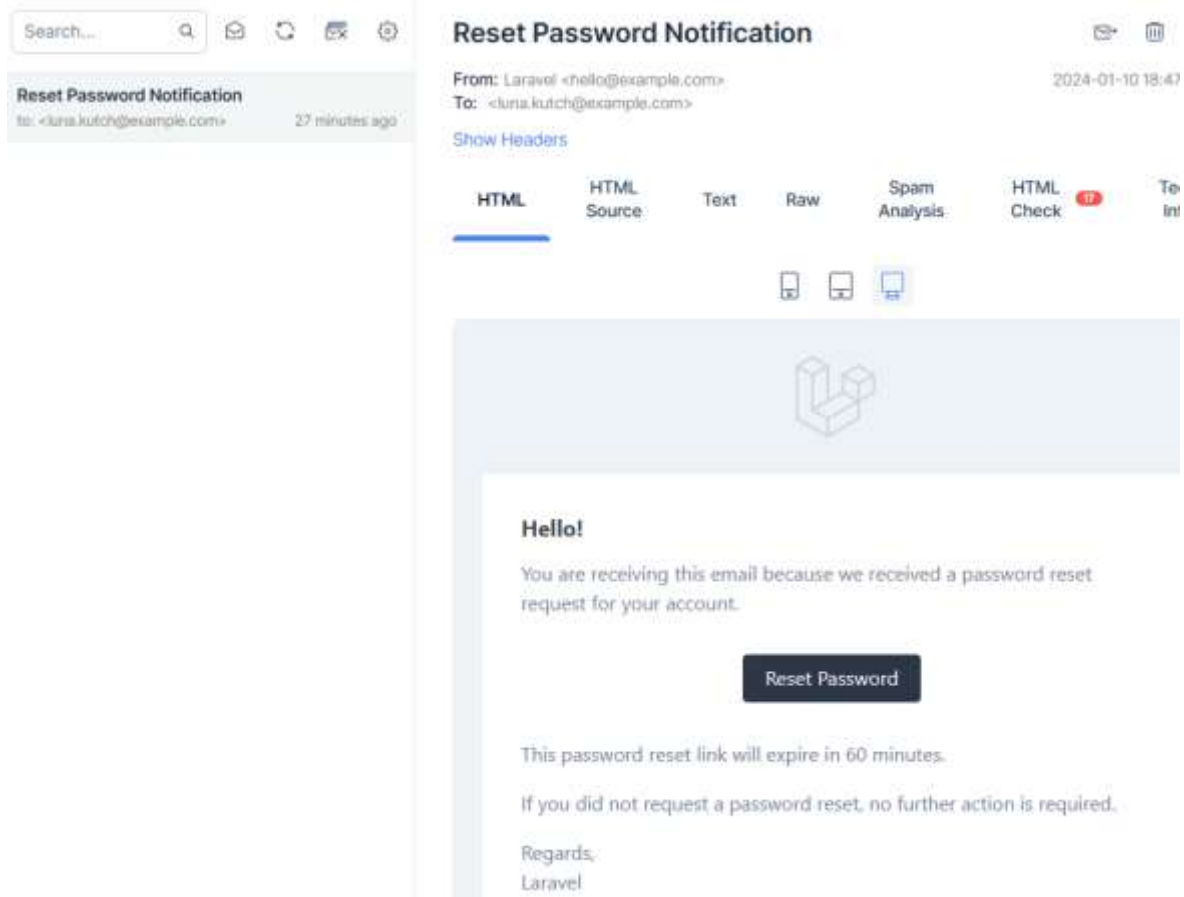 Search...
Reset Password Notification
to: <luna.kutch@example.com> 27 minutes ago
Reset Password Notification
From: Laravel <hello@example.com> 2024-01-10 18:47
To: <luna.kutch@example.com>
Show Headers
HTML
HTML
Source
Text
Raw
Spam
Analysis
HTML
Check
17
Hello!
You are receiving this email because we received a password reset
request for your account.
Reset Password
This password reset link will expire in 60 minutes.
If you did not request a password reset, no further action is required.
Regards,
Laravel